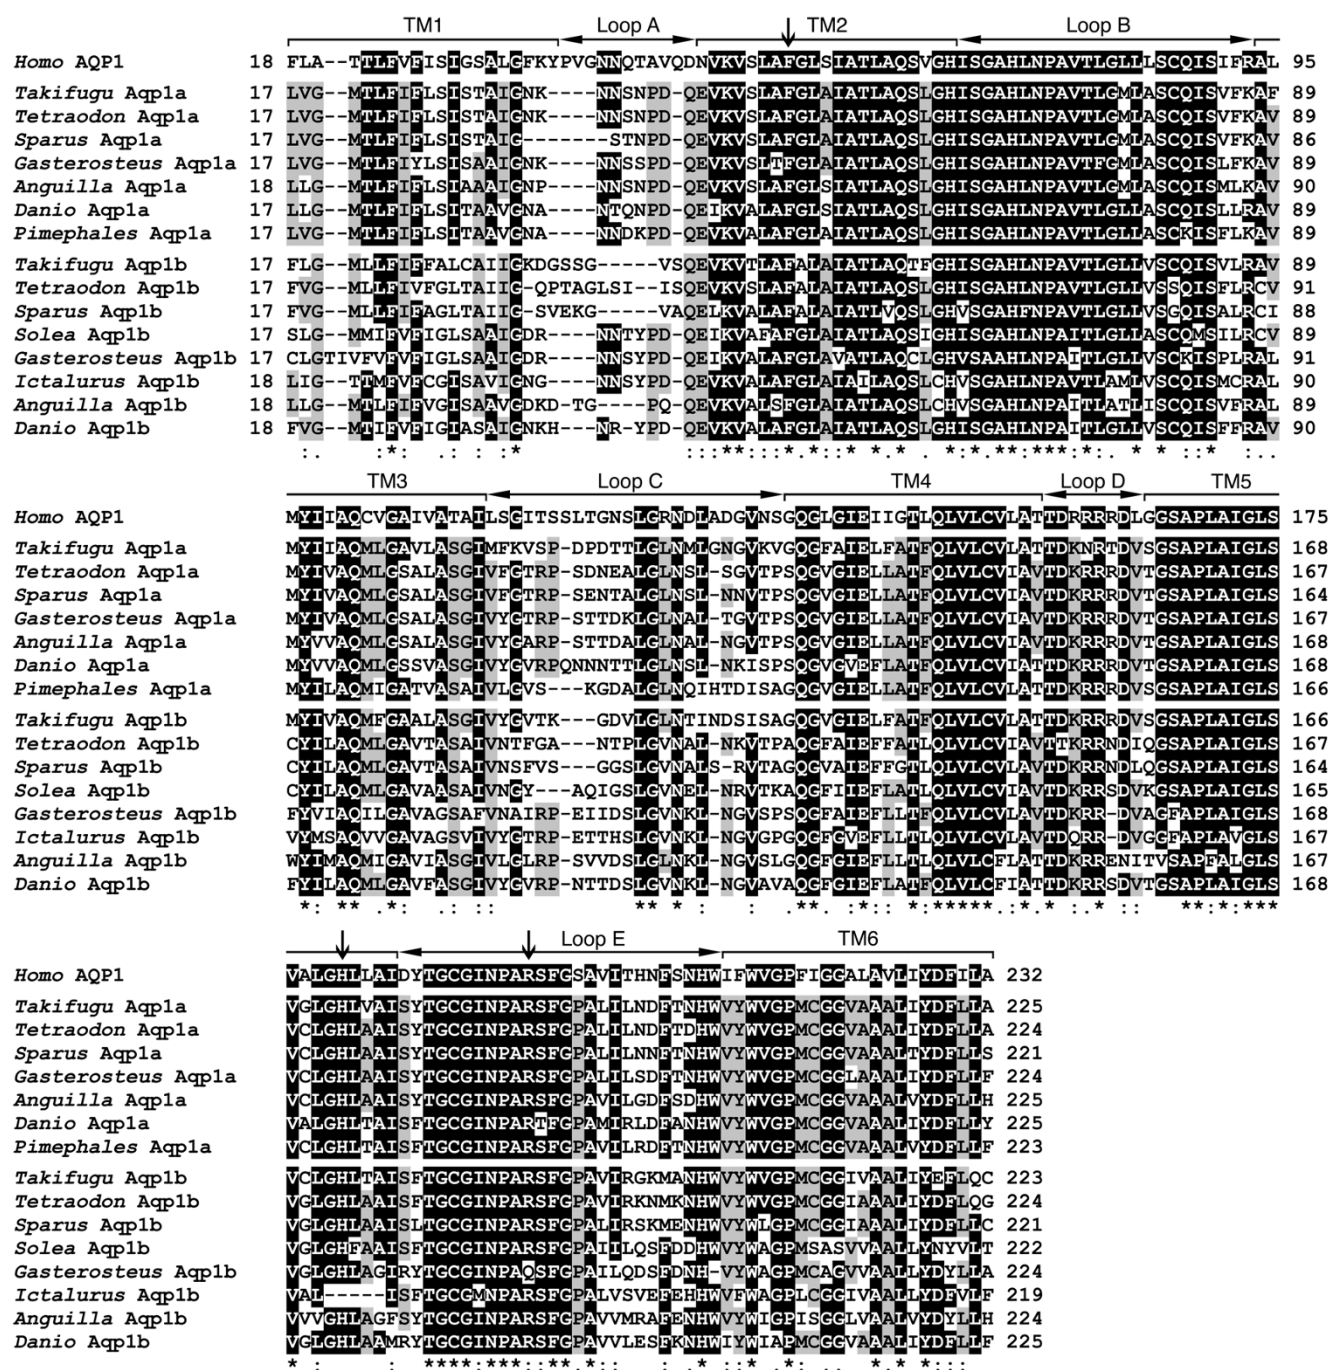 TM1 Loop A TM2 Loop B
Homo AQP1 18 FLA--TTLFVFISIGSALGFKYPVGNNQTAVQDNVKVSLAFGLSIATLAQSVGHISGAHLNPAVTLGLLLSCQISIFRAL 95
Takifugu Aqp1a 17 LVG--MTLFIFLSISTAIGNK----NNSNPD-QEVKVSLAFGLAIATLAQSLGHISGAHLNPAVTLGMLASCQISVFKAF 89
Tetraodon Aqp1a 17 LVG--MTLFIFLSISTAIGNK----NNSNPD-QEVKVSLAFGLAIATLAQSLGHISGAHLNPAVTLGMLASCQISVFKAV 89
Sparus Aqp1a 17 LVG--MTLFIFLSISTAIG-------STNPD-QEVKVSLAFGLAIATLAQSLGHISGAHLNPAVTLGMLASCQISVFKAV 86
Gasterosteus Aqp1a 17 LVG--MTLFIYLSISAAIGNK----NNSSPD-QEVKVSLTFGLAIATLAQSLGHISGAHLNPAVTFGMLASCQISLFKAV 89
Anguilla Aqp1a 18 LLG--MTLFIFLSIAAAIGNP----NNSNPD-QEVKVSLAFGLSIATLAQSLGHISGAHLNPAVTLGMLASCQISMLKAV 90
Danio Aqp1a 17 LLG--MTLFIFLSITAAVGNA----NTQNPD-QEIKVALAFGLSIATLAQSLGHISGAHLNPAVTLGLLASCQISLLRAV 89
Pimephales Aqp1a 17 LVG--MTLFIFLSITAAVGNA----NNDKPD-QEVKVALAFGLAIATLAQSLGHISGAHLNPAVTLGLLASCKISFLKAV 89
Takifugu Aqp1b 17 FLG--MLLFIFFALCAIIGKDGSSG------VSQEVKVTLAFALAIATLAQTFGHISGAHLNPAVTLGLLVSCQISVLRAV 89
Tetraodon Aqp1b 17 FVG--MLLFIVFGLTAIIG-QPTAGLSI--ISQEVKVALAFALAIATLAQSLGHISGAHLNPAVTLGLLVSSQISFLRCV 91
Sparus Aqp1b 17 FVG--MLLFIFAGLTAIIG-SVEKG-----VAQELKVALAFALAIATLVQSLGHVSGAHFNPAVTLGLLVSGQISALRCI 88
Solea Aqp1b 17 SLG--MMIFVFIGLSAAIGDR----NNTYPD-QEIKVAFAFGLAIATLAQSIGHISGAHLNPAITLGLLASCQMSILRCV 89
Gasterosteus Aqp1b 17 CLGTIVFVFVFIGLSAAIGDR----NNSYPD-QEIKVALAFGLAVATLAQCLGHVSAAHLNPAITLGLLVSCKISPLRAL 91
Ictalurus Aqp1b 18 LIG--TTMFVFCGISAVIGNG----NNSYPD-QEVKVALAFGLAIAILAQSLCHVSGAHLNPAVTLAMLVSCQISMCRAL 90
Anguilla Aqp1b 18 LLG--MTLFIFVGISAAVGDKD-TG----PQ-QEVKVALSFGLAIATLAQSLCHVSGAHLNPAITLATLISCQISVFRAL 89
Danio Aqp1b 18 FVG--MTIFVFIGIASAIGNKH---NR-YPD-QEVKVALAFGLAIATLAQSLGHISGAHLNPAITLGLLVSCQISFFRAV 90
TM3 Loop C TM4 Loop D TM5
Homo AQP1 MYIIAQCVGAIVATAILSGITSSLTGNSLGRNDLADGVNSGQGLGIEIIGTLQLVLCVLATTDRRRRDLGGSAPLAIGLS 175
Takifugu Aqp1a MYIIAQMLGAVLASGIMFKVSP-DPDTTLGLNMLGNGVKVGQGFAIELFATFQLVLCVLATTDKNRTDVSGSAPLAIGLS 168
Tetraodon Aqp1a MYIVAQMLGSALASGIVFGTRP-SDNEALGLNSL-SGVTPSQGVGIELLATFQLVLCVIAVTDKRRRDVSGSAPLAIGLS 167
Sparus Aqp1a MYIVAQMLGSALASGIVFGTRP-SENTALGLNSL-NNVTPSQGVGIELLATFQLVLCVIAVTDKRRRDVTGSAPLAIGLS 164
Gasterosteus Aqp1a MYIVAQMLGSALASGIVYGTRP-STTDKLGLNAL-TGVTPSQGVGIELLATFQLVLCVIAVTDKRRRDVTGSAPLAIGLS 167
Anguilla Aqp1a MYVVAQMLGSALASGIVYGARP-STTDALGLNAL-NGVTPSQGVGIELLATFQLVLCVIAVTDKRRRDVTGSAPLAIGLS 168
Danio Aqp1a MYVVAQMLGSSVASGIVYGVRPQNNNTTLGLNSL-NKISPSQGVGVEFLATFQLVLCVIATTDKRRRDVTGSAPLAIGLS 168
Pimephales Aqp1a MYILAQMIGATVASAIVLGVS---KGDALGLNQIHTDISAGQGVGIELLATFQLVLCVLATTDKRRRDVSGSAPLAIGLS 166
Takifugu Aqp1b MYIVAQMFGAALASGIVYGVTK---GDVLGLNTINDSISAGQGVGIELFATFQLVLCVLATTDKRRRDVSGSAPLAIGLS 166
Tetraodon Aqp1b CYILAQMLGAVTASAIVNTFGA---NTPLGVNAL-NKVTPAQGFAIEFFATLQLVLCVIAVTTKRRNDIQGSAPLAIGLS 167
Sparus Aqp1b CYILAQMLGAVTASAIVNSFVS---GGSLGVNALS-RVTAGQGVAIEFFGTLQLVLCVIAVTDKRRNDLQGSAPLAIGLS 164
Solea Aqp1b CYILAQMLGAVAASAIVNGY---AQIGSLGVNEL-NRVTKAQGFIIEFLATLQLVLCVIAVTDKRRSDVKGSAPLAIGLS 165
Gasterosteus Aqp1b FYVIAQILGAVAGSAFVNAIRP-EIIDSLGVNKL-NGVSPSQGFAIEFLLTFQLVLCVIAVTDKRR-DVAGFAPLAIGLS 168
Ictalurus Aqp1b VYMSAQVVGAVAGSVIVYGTRP-ETTHSLGVNKL-NGVGPGQGFGVEFLLTLQLVLCVLATTDQRR-DVGGFAPLAVGLS 167
Anguilla Aqp1b WYIMAQMIGAVIASGIVLGLRP-SVVDSLGLNKL-NGVSLGQGFGIEFLLTLQLVLCFLATTDKRRENITVSAPFALGLS 167
Danio Aqp1b FYILAQMLGAVFASGIVYGVRP-NTTDSLGVNKL-NGVAVAQGFGIEFLATFQLVLCFIATTDKRRSDVTGSAPLAIGLS 168
Loop E TM6
Homo AQP1 VALGHLLAIDYTGCGINPARSFGSAVITHNFSNHWIFWVGPFIGGALAVLIYDFILA 232
Takifugu Aqp1a VGLGHLVAISYTGCGINPARSFGPALILNDFTNHWVYWVGPMCGGVAAALIYDFLLA 225
Tetraodon Aqp1a VCLGHLAAISYTGCGINPARSFGPALILNDFTDHWVYWVGPMCGGVAAALIYDFLLA 224
Sparus Aqp1a VCLGHLAAISYTGCGINPARSFGPALILNNFTNHWVYWVGPMCGGVAAALTYDFLLS 221
Gasterosteus Aqp1a VCLGHLAAISYTGCGINPARSFGPALILSDFTNHWVYWVGPMCGGLAAALIYDFLLF 224
Anguilla Aqp1a VCLGHLAAISYTGCGINPARSFGPAVILGDFSDHWVYWVGPMCGGVAAALVYDFLLH 225
Danio Aqp1a VALGHLTAISFTGCGINPARTFGPAMIRLDFANHWVYWVGPMCGGVAAALIYDFLLY 225
Pimephales Aqp1a VCLGHLTAISFTGCGINPARSFGPAVILRDFTNHWVYWVGPMCGGVAAALVYDFLLF 223
Takifugu Aqp1b VCLGHLTAISFTGCGINPARSFGPAVIRGKMANHWVYWVGPMCGGIVAALIYEFLQC 223
Tetraodon Aqp1b VGLGHLAAISFTGCGINPARSFGPAVIRKNMKNHWVYWVGPMCGGIAAALIYDFLQG 224
Sparus Aqp1b VGLGHLAAISLTGCGINPARSFGPALIRSKMENHWVYWLGPMCGGIAAALIYDFLLC 221
Solea Aqp1b VGLGHFAAISFTGCGINPARSFGPAIILQSFDDHWVYWAGPMSASVVAALLYNYVLT 222
Gasterosteus Aqp1b VGLGHLAGIRYTGCGINPAQSFGPAILQDSFDNH-VYWAGPMCAGVVAALLYDYLLA 224
Ictalurus Aqp1b VAL-----ISFTGCGMNPARSFGPALVSVEFEHHWVFWAGPLCGGIVAALLYDFVLF 219
Anguilla Aqp1b VVVGHLAGFSYTGCGINPARSFGPAVVMRAFENHWVYWIGPISGGLVAALVYDYLLH 224
Danio Aqp1b VGLGHLAAMRYTGCGINPARSFGPAVVLESFKNHWIYWIAPMCGGVAAALIYDFLLF 225